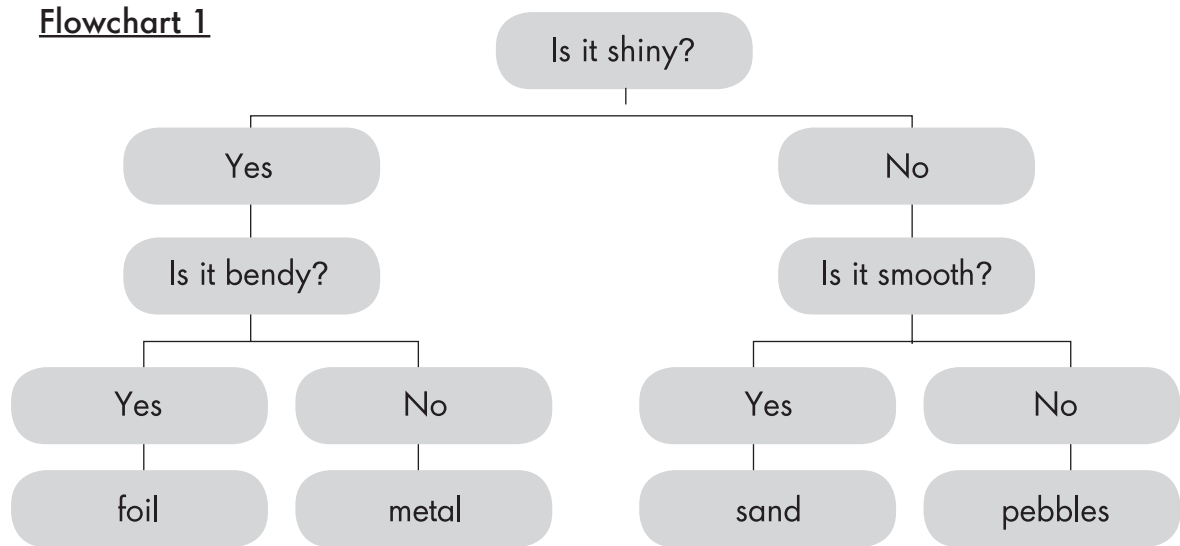 Flowchart 1
Is it shiny?
Yes
No
Is it bendy?
Is it smooth?
Yes
No
Yes
No
foil
metal
sand
pebbles